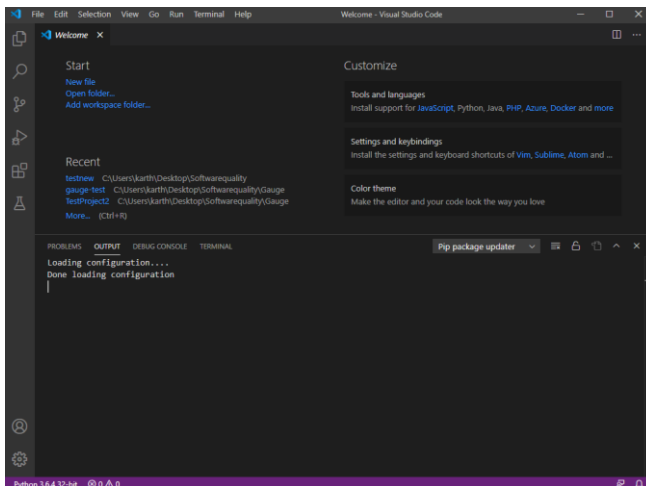 File Edit Selection View Go Run Terminal Help Welcome - Visual Studio Code
Welcome
Start
New file
Open folder...
Add workspace folder...
Recent
testnew C:\Users\karth\Desktop\Softwarequality
gauge-test C:\Users\karth\Desktop\Softwarequality\Gauge
TestProject2 C:\Users\karth\Desktop\Softwarequality\Gauge
More... (Ctrl+R)
Customize
Tools and languages
Install support for JavaScript, Python, Java, PHP, Azure, Docker and more
Settings and keybindings
Install the settings and keyboard shortcuts of Vim, Sublime, Atom and ...
Color theme
Make the editor and your code look the way you love
PROBLEMS OUTPUT DEBUG CONSOLE TERMINAL Pip package updater
Loading configuration....
Done loading configuration
Python 3.6.4 32-bit 0 0